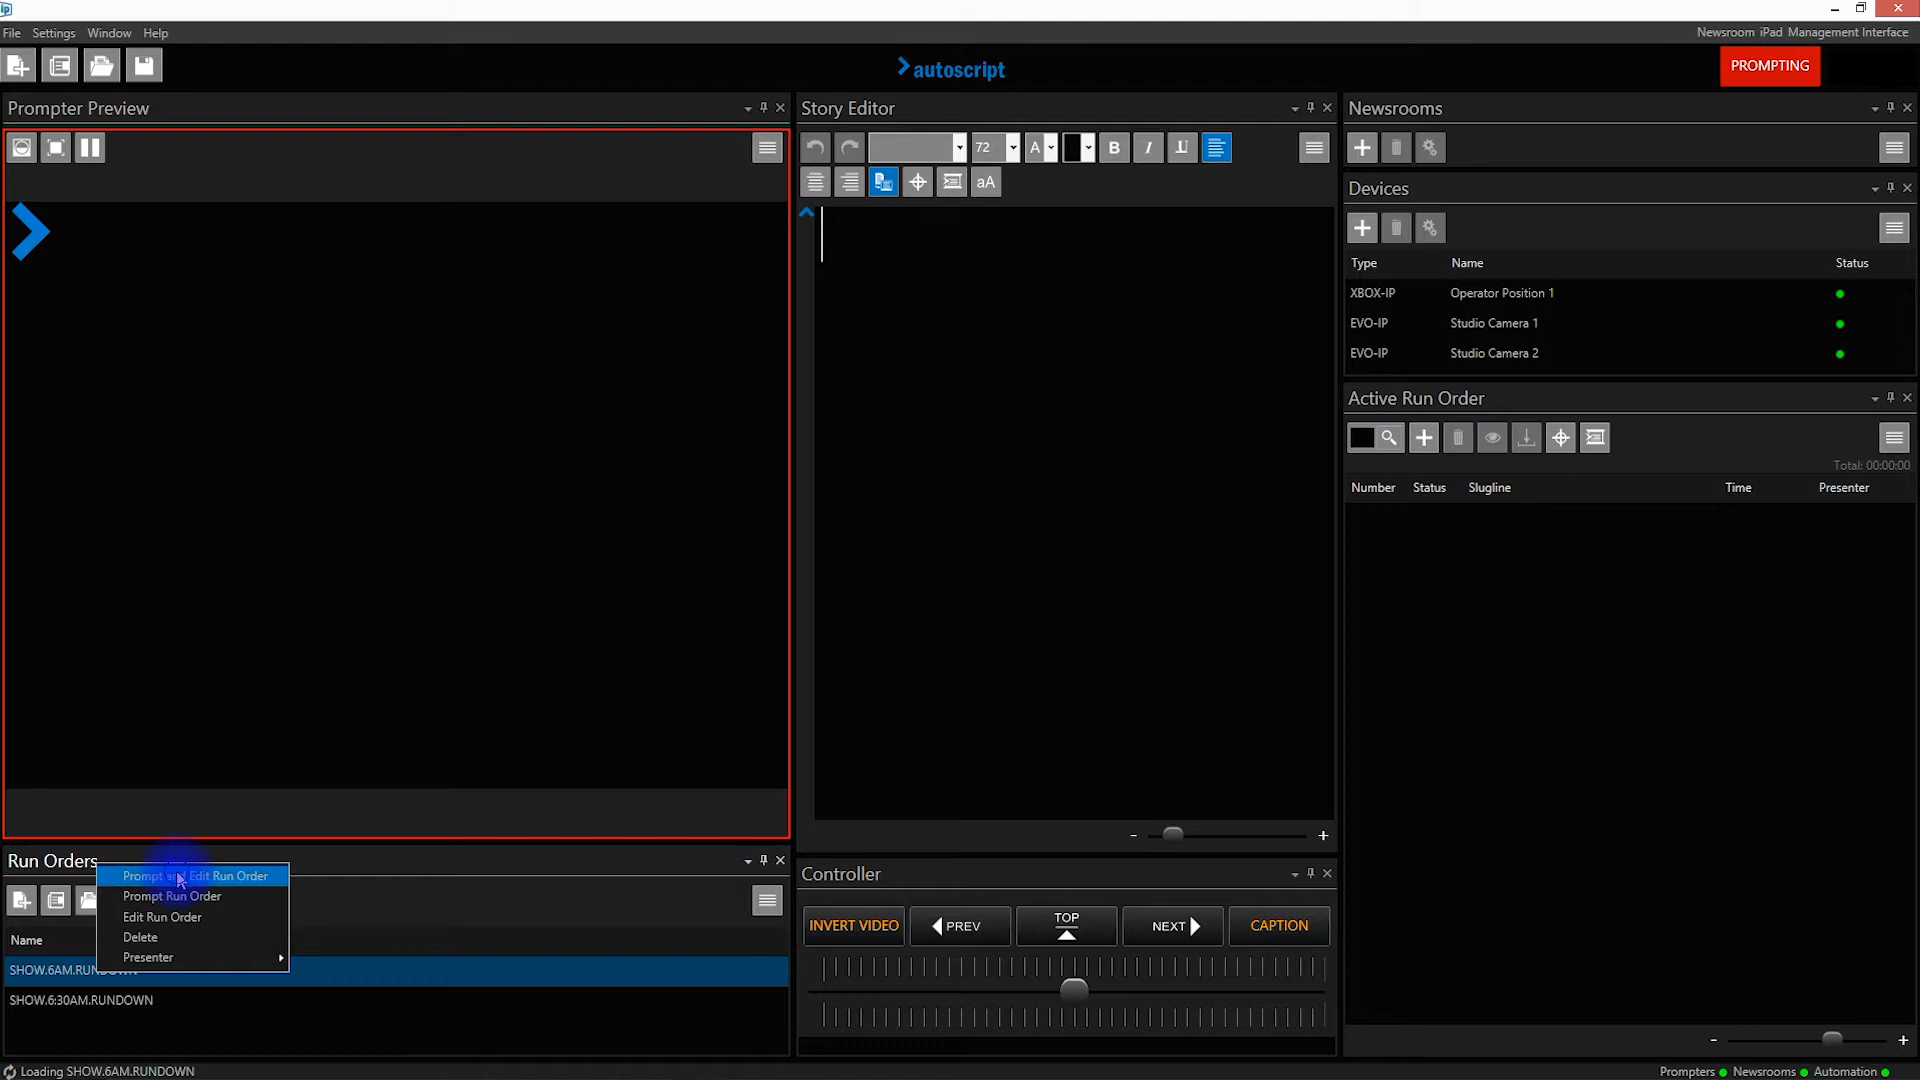 ip
File Settings Window Help
Newsroom iPad Management Interface
autoscript
PROMPTING
Prompter Preview
Story Editor
72
A
B
I
U
aA
Newsrooms
Devices
Type Name Status
XBOX-IP Operator Position 1
EVO-IP Studio Camera 1
EVO-IP Studio Camera 2
Active Run Order
Total: 00:00:00
Number Status Slugline Time Presenter
Run Orders
Prompt and Edit Run Order
Prompt Run Order
Edit Run Order
Delete
Presenter
Name
SHOW.6AM.RUNDOWN
SHOW.6:30AM.RUNDOWN
Controller
INVERT VIDEO
PREV
TOP
NEXT
CAPTION
Loading SHOW.6AM.RUNDOWN
Prompters Newsrooms Automation